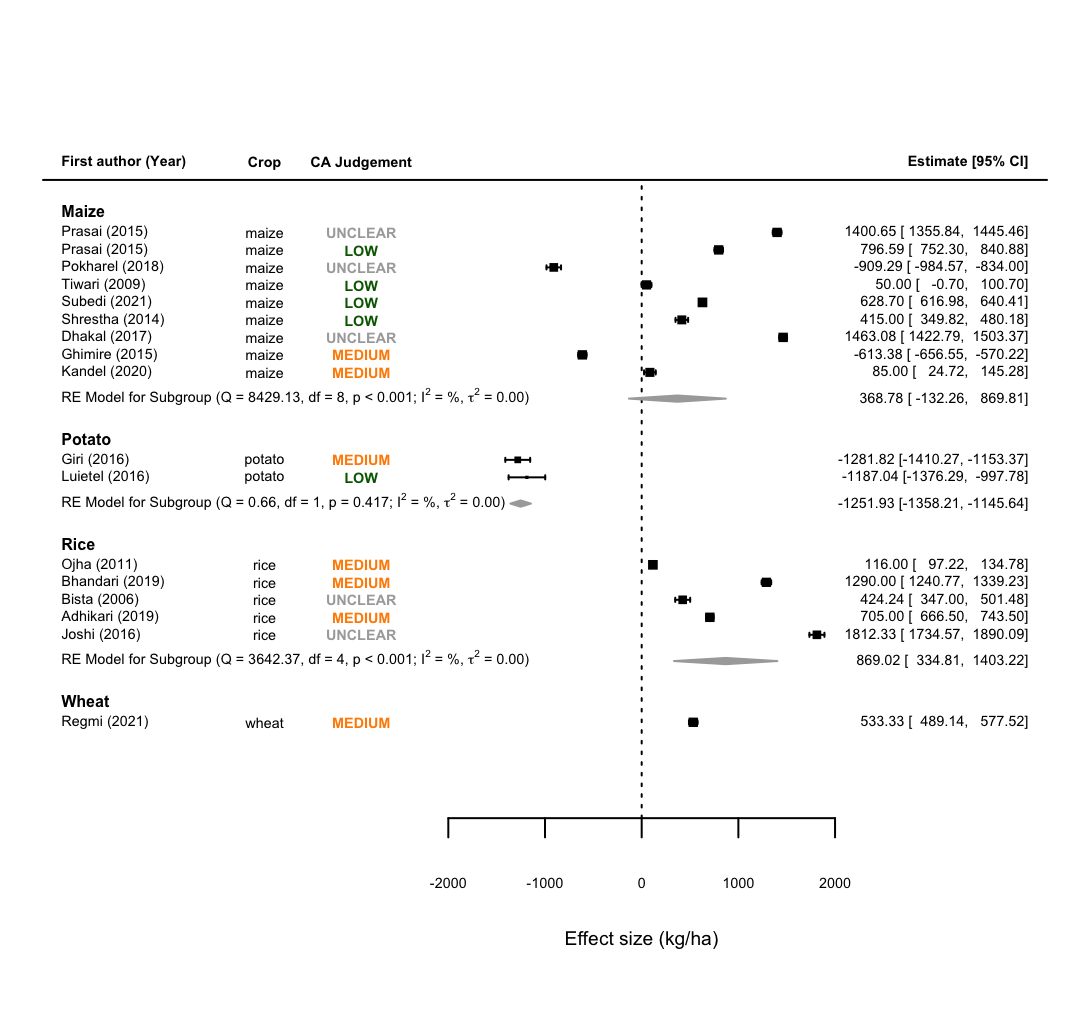 First author (Year) Crop CA Judgement Estimate [95% CI]
Maize
Prasai (2015) maize UNCLEAR 1400.65 [ 1355.84, 1445.46]
Prasai (2015) maize LOW 796.59 [ 752.30, 840.88]
Pokharel (2018) maize UNCLEAR -909.29 [ -984.57, -834.00]
Tiwari (2009) maize LOW 50.00 [ -0.70, 100.70]
Subedi (2021) maize LOW 628.70 [ 616.98, 640.41]
Shrestha (2014) maize LOW 415.00 [ 349.82, 480.18]
Dhakal (2017) maize UNCLEAR 1463.08 [ 1422.79, 1503.37]
Ghimire (2015) maize MEDIUM -613.38 [ -656.55, -570.22]
Kandel (2020) maize MEDIUM 85.00 [ 24.72, 145.28]
RE Model for Subgroup (Q = 8429.13, df = 8, p < 0.001; I² = %, τ² = 0.00) 368.78 [ -132.26, 869.81]
Potato
Giri (2016) potato MEDIUM -1281.82 [-1410.27, -1153.37]
Luietel (2016) potato LOW -1187.04 [-1376.29, -997.78]
RE Model for Subgroup (Q = 0.66, df = 1, p = 0.417; I² = %, τ² = 0.00) -1251.93 [-1358.21, -1145.64]
Rice
Ojha (2011) rice MEDIUM 116.00 [ 97.22, 134.78]
Bhandari (2019) rice MEDIUM 1290.00 [ 1240.77, 1339.23]
Bista (2006) rice UNCLEAR 424.24 [ 347.00, 501.48]
Adhikari (2019) rice MEDIUM 705.00 [ 666.50, 743.50]
Joshi (2016) rice UNCLEAR 1812.33 [ 1734.57, 1890.09]
RE Model for Subgroup (Q = 3642.37, df = 4, p < 0.001; I² = %, τ² = 0.00) 869.02 [ 334.81, 1403.22]
Wheat
Regmi (2021) wheat MEDIUM 533.33 [ 489.14, 577.52]
-2000 -1000 0 1000 2000
Effect size (kg/ha)